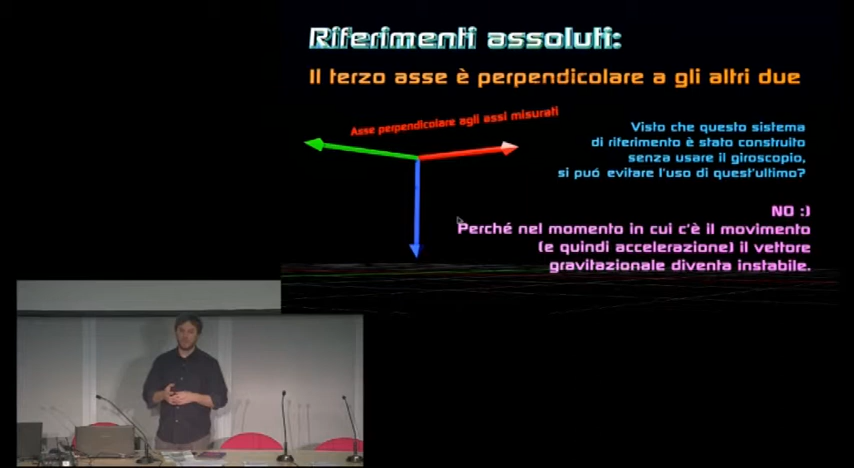 Riferimenti assoluti:
Il terzo asse è perpendicolare a gli altri due
Asse perpendicolare agli assi misurati
Visto che questo sistema
di riferimento è stato construito
senza usare il giroscopio,
si puó evitare l'uso di quest'ultimo?
NO :)
Perché nel momento in cui c'è il movimento
(e quindi accelerazione) il vettore
gravitazionale diventa instabile.